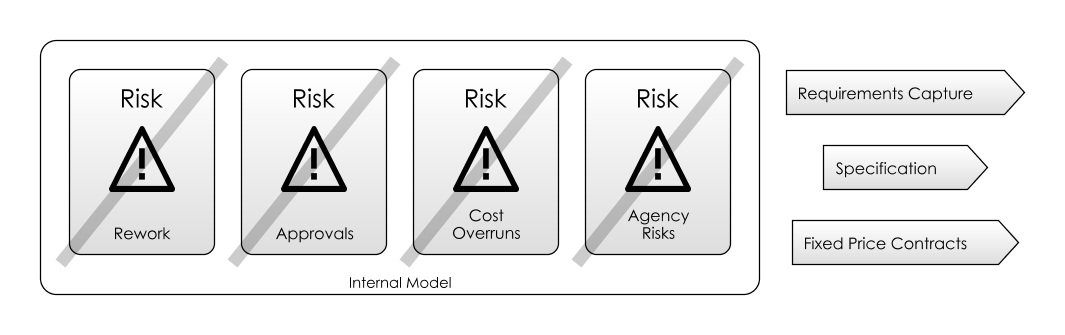 Risk
Rework
Risk
Approvals
Risk
Cost
Overruns
Risk
Agency
Risks
Internal Model
Requirements Capture
Specification
Fixed Price Contracts